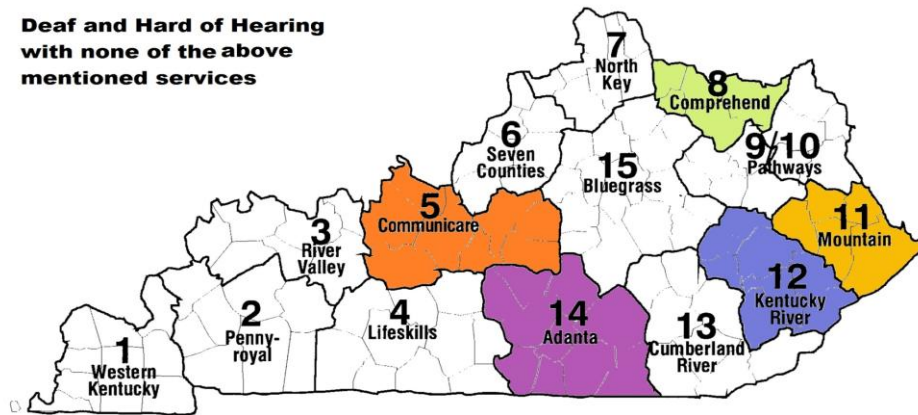 Deaf and Hard of Hearing
with none of the above
mentioned services
7
North
Key
8
Comprehend
6
Seven
Counties
9/10
Pathways
15
Bluegrass
5
Communicare
11
Mountain
3
River
Valley
12
Kentucky
River
2
Penny-
royal
4
Lifeskills
14
Adanta
13
Cumberland
River
1
Western
Kentucky